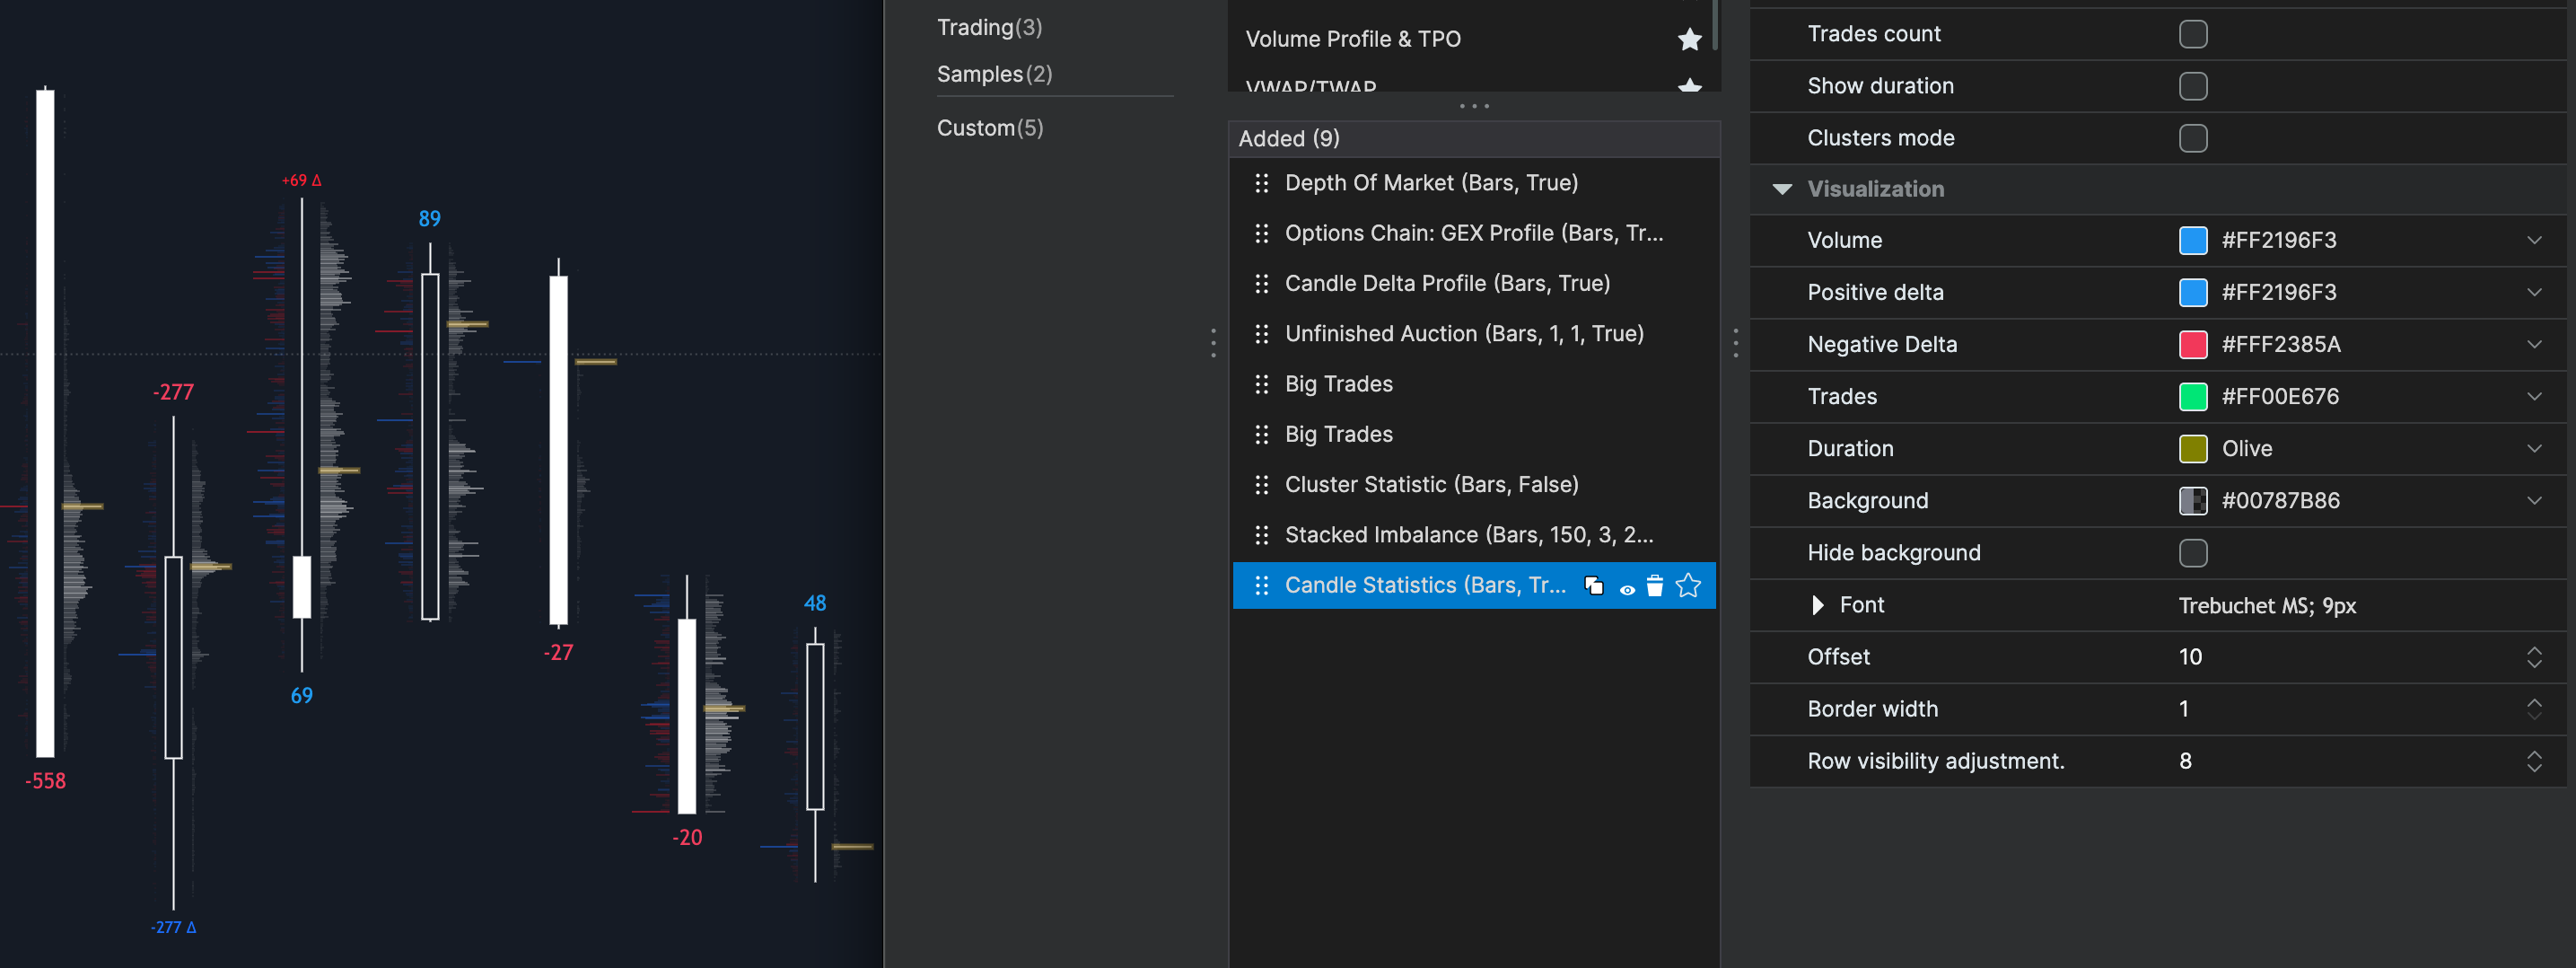 +69 Δ
89
-277
-558
69
-27
-20
48
-277 Δ
Trading(3)
Samples(2)
Custom(5)
Volume Profile & TPO
VWAP/TWAP
Added (9)
Depth Of Market (Bars, True)
Options Chain: GEX Profile (Bars, Tr...
Candle Delta Profile (Bars, True)
Unfinished Auction (Bars, 1, 1, True)
Big Trades
Big Trades
Cluster Statistic (Bars, False)
Stacked Imbalance (Bars, 150, 3, 2...
Candle Statistics (Bars, Tr...
Trades count
Show duration
Clusters mode
Visualization
Volume #FF2196F3
Positive delta #FF2196F3
Negative Delta #FFF2385A
Trades #FF00E676
Duration Olive
Background #00787B86
Hide background
Font Trebuchet MS; 9px
Offset 10
Border width 1
Row visibility adjustment. 8